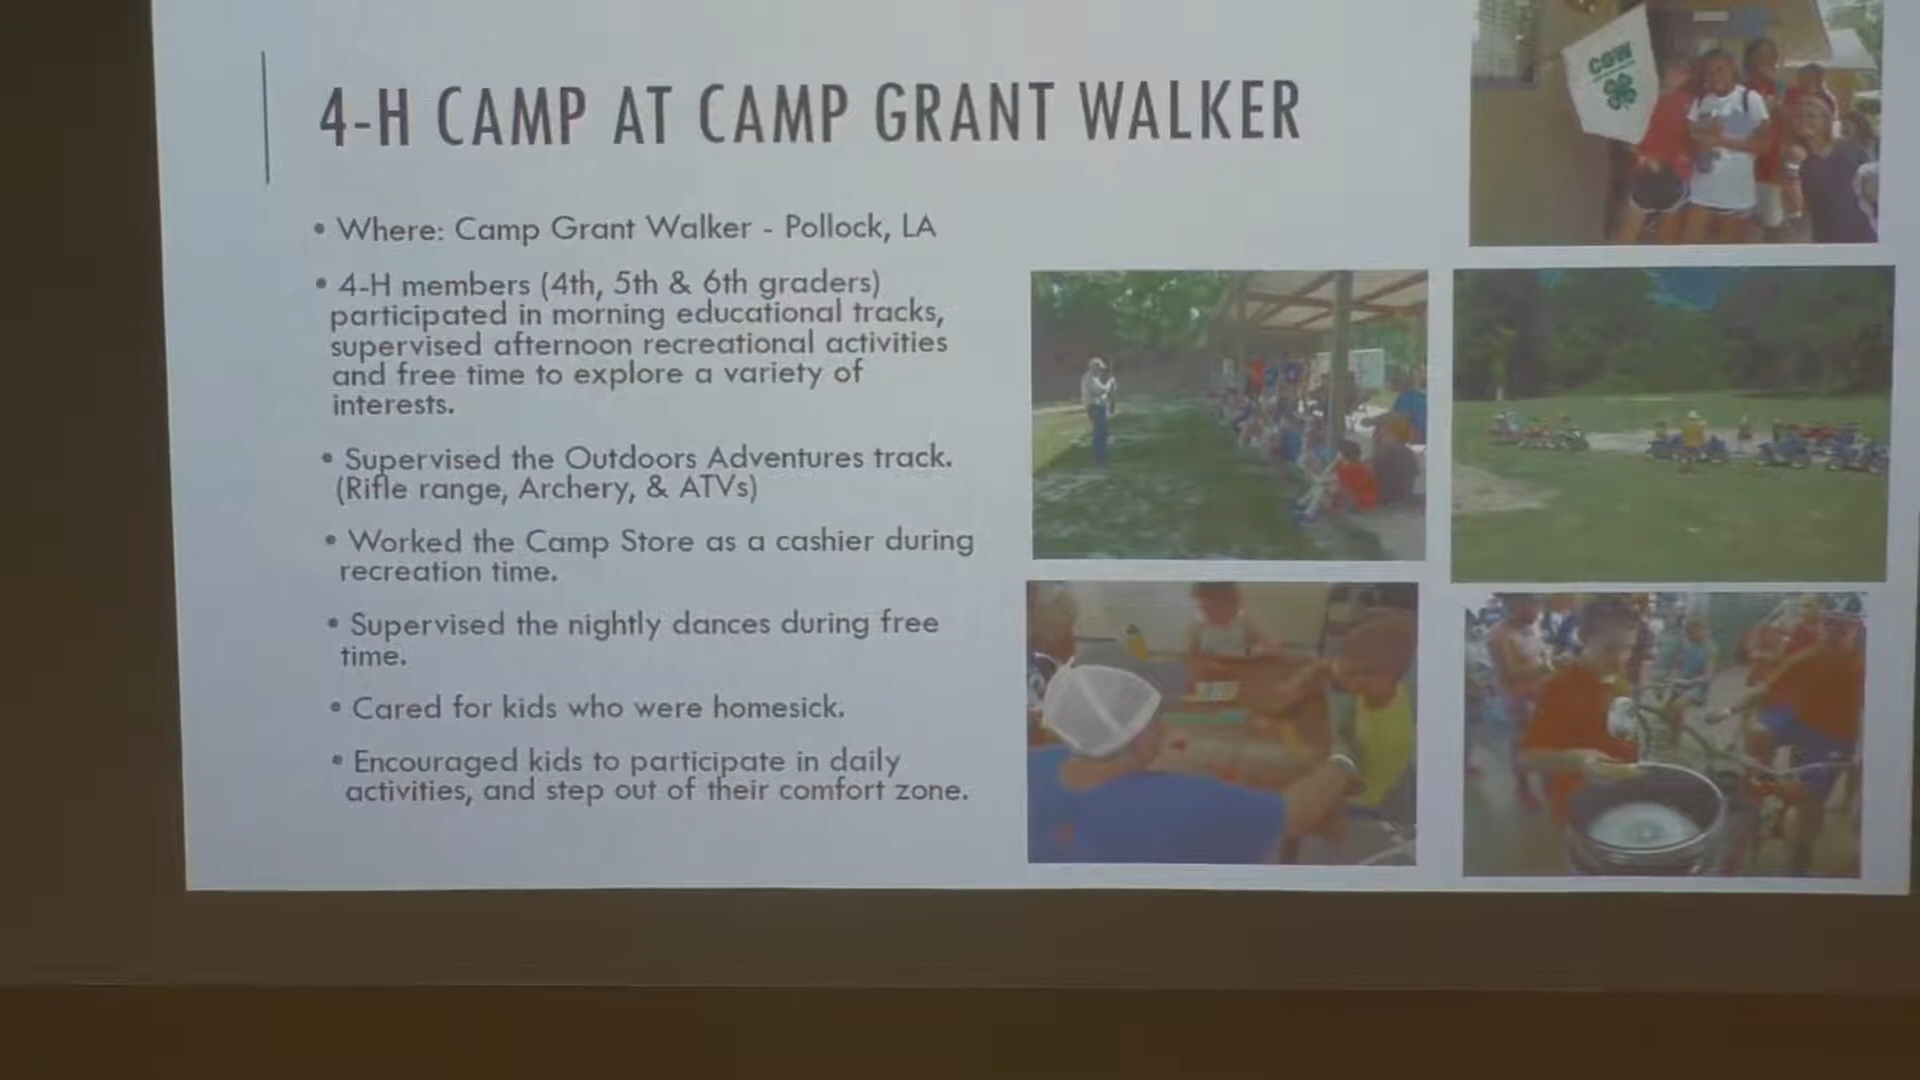 4-H CAMP AT CAMP GRANT WALKER
• Where: Camp Grant Walker - Pollock, LA
• 4-H members (4th, 5th & 6th graders)
participated in morning educational tracks,
supervised afternoon recreational activities
and free time to explore a variety of
interests.
• Supervised the Outdoors Adventures track.
(Rifle range, Archery, & ATVs)
• Worked the Camp Store as a cashier during
recreation time.
• Supervised the nightly dances during free
time.
• Cared for kids who were homesick.
• Encouraged kids to participate in daily
activities, and step out of their comfort zone.
COW